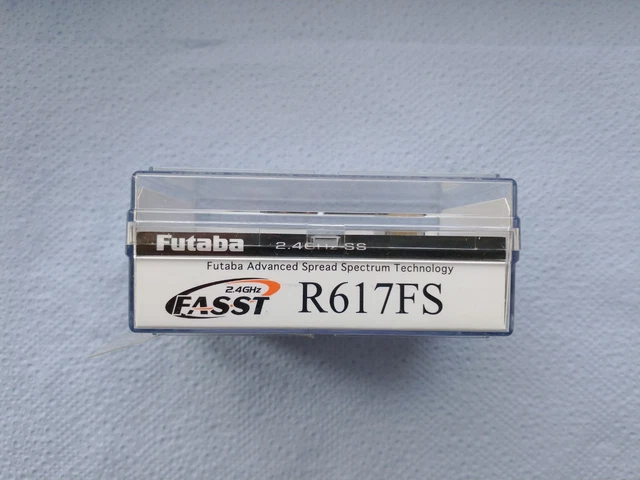 Futaba 2.4GHz SS
Futaba Advanced Spread Spectrum Technology
2.4GHz
FASST R617FS